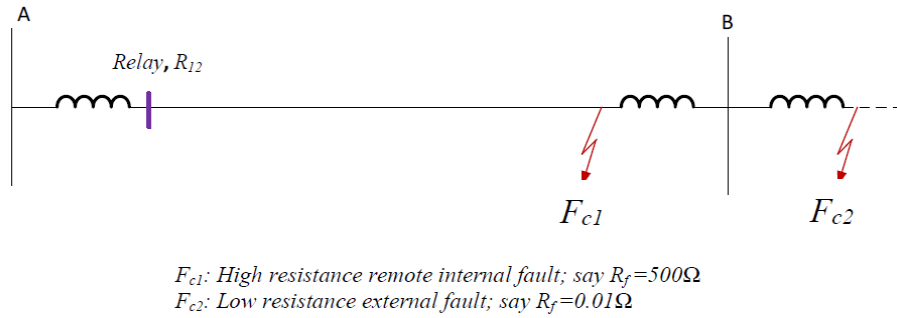 A
B
Relay, R12
Fc1
Fc2
Fc1: High resistance remote internal fault; say Rf=500Ω
Fc2: Low resistance external fault; say Rf=0.01Ω